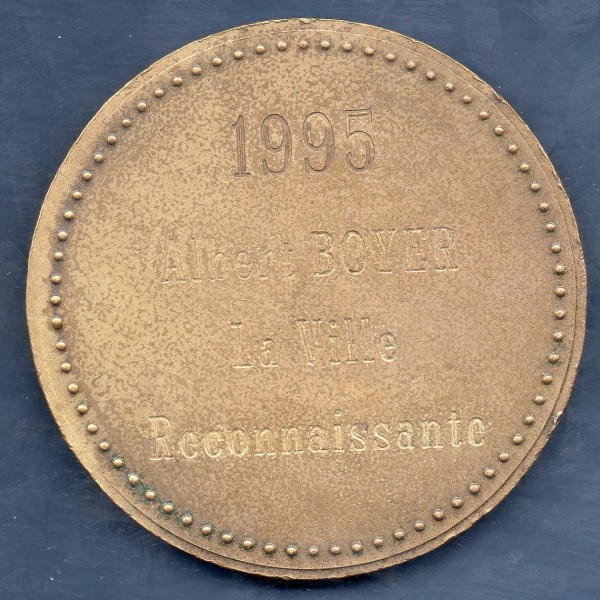 1995
Albert BOYER
La Ville
Reconnaissante